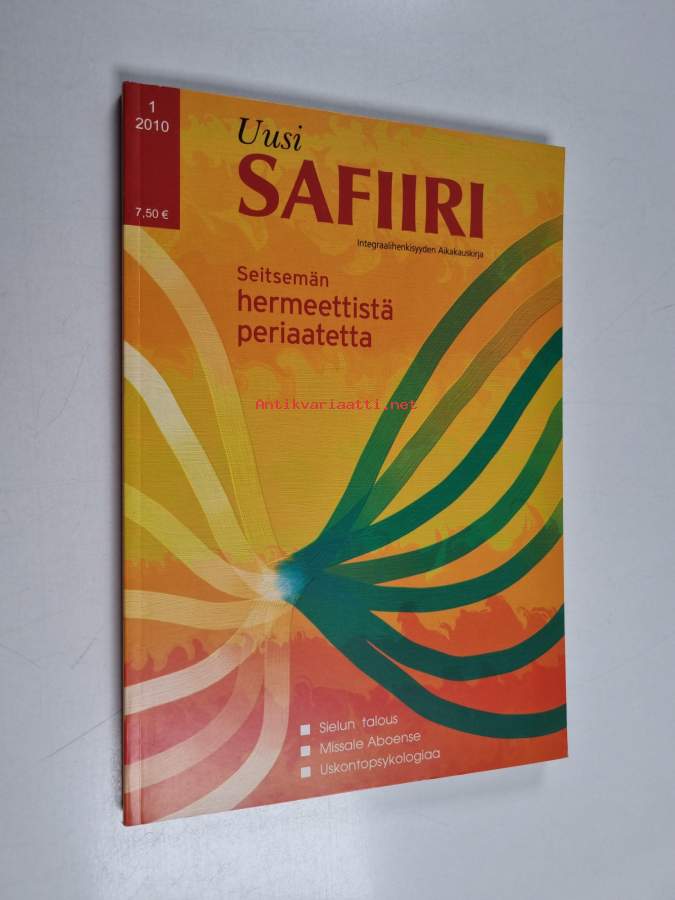 1
2010
7,50 €
Uusi
SAFIIRI
Integraalihenkisyyden Aikakauskirja
Seitsemän
hermeettistä
periaatetta
Antikvariaatti.net
Sielun talous
Missale Aboense
Uskontopsykologiaa